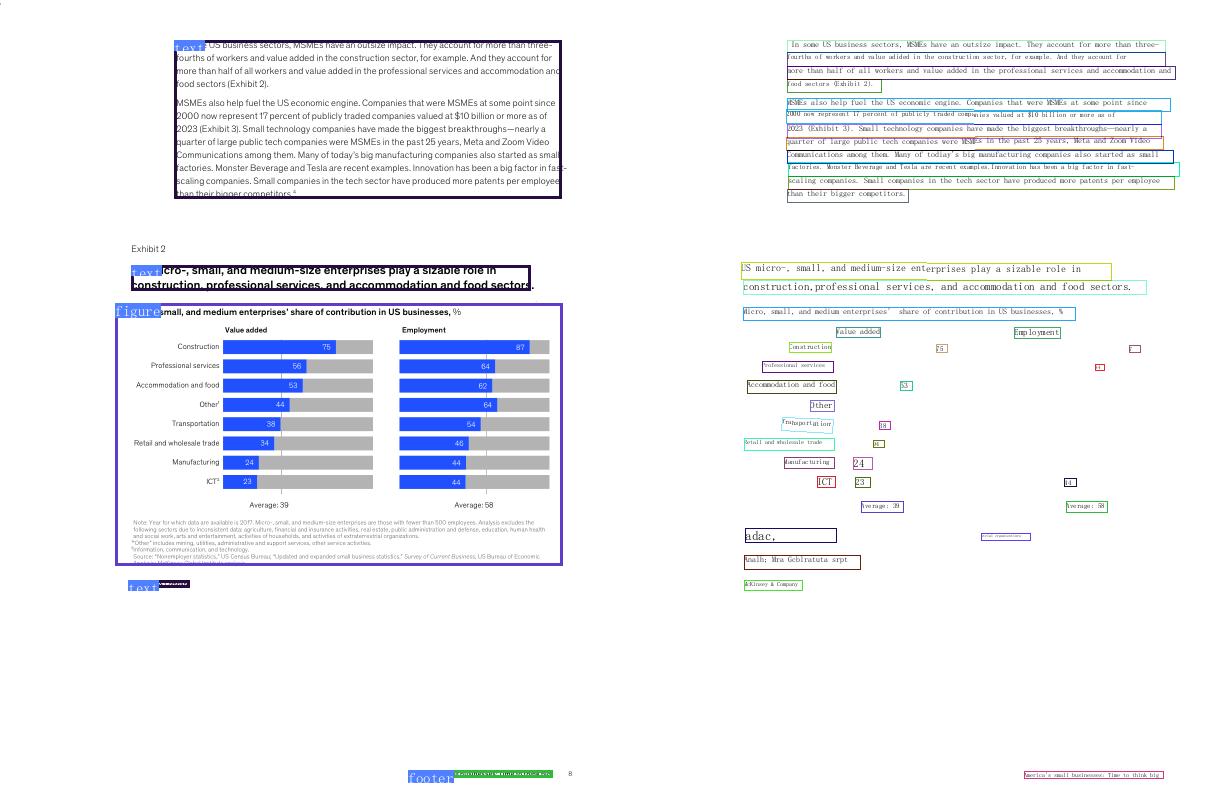 text US business sectors, MSMEs have an outsize impact. They account for more than three-
fourths of workers and value added in the construction sector, for example. And they account for
more than half of all workers and value added in the professional services and accommodation and
food sectors (Exhibit 2).
MSMEs also help fuel the US economic engine. Companies that were MSMEs at some point since
2000 now represent 17 percent of publicly traded companies valued at $10 billion or more as of
2023 (Exhibit 3). Small technology companies have made the biggest breakthroughs—nearly a
quarter of large public tech companies were MSMEs in the past 25 years, Meta and Zoom Video
Communications among them. Many of today's big manufacturing companies also started as small
factories. Monster Beverage and Tesla are recent examples. Innovation has been a big factor in fast-
scaling companies. Small companies in the tech sector have produced more patents per employee
than their bigger competitors.⁴
Exhibit 2
text icro-, small, and medium-size enterprises play a sizable role in
construction, professional services, and accommodation and food sectors.
figure small, and medium enterprises' share of contribution in US businesses, %
Value added Employment
Construction 75 87
Professional services 56 64
Accommodation and food 53 62
Other¹ 44 64
Transportation 38 54
Retail and wholesale trade 34 46
Manufacturing 24 44
ICT² 23 44
Average: 39 Average: 58
Note: Year for which data are available is 2017. Micro-, small, and medium-size enterprises are those with fewer than 500 employees. Analysis excludes the
following sectors due to inconsistent data: agriculture, financial and insurance activities, real estate, public administration and defense, education, human health
and social work, arts and entertainment, activities of households, and activities of extraterritorial organizations.
¹"Other" includes mining, utilities, administrative and support services, other service activities.
²Information, communication, and technology.
Source: "Nonemployer statistics," US Census Bureau; "Updated and expanded small business statistics," Survey of Current Business, US Bureau of Economic
text
footer
8
In some US business sectors, MSMEs have an outsize impact. They account for more than three-
fourths of workers and value added in the construction sector, for example. And they account for
more than half of all workers and value added in the professional services and accommodation and
food sectors (Exhibit 2).
MSMEs also help fuel the US economic engine. Companies that were MSMEs at some point since
2000 now represent 17 percent of publicly traded companies valued at $10 billion or more as of
2023 (Exhibit 3). Small technology companies have made the biggest breakthroughs—nearly a
quarter of large public tech companies were MSMEs in the past 25 years, Meta and Zoom Video
Communications among them. Many of today's big manufacturing companies also started as small
factories. Monster Beverage and Tesla are recent examples.Innovation has been a big factor in fast-
scaling companies. Small companies in the tech sector have produced more patents per employee
than their bigger competitors.
US micro-, small, and medium-size enterprises play a sizable role in
construction,professional services, and accommodation and food sectors.
Micro, small, and medium enterprises' share of contribution in US businesses, %
Value added Employment
Construction 75
Professional services
Accommodation and food 53
Other
Transportation 38
Retail and wholesale trade
Manufacturing 24
ICT 23 44
Average: 39 Average: 58
adac,
Analh; Mra Gcblratuta srpt
McKinsey & Company
America's small businesses: Time to think big